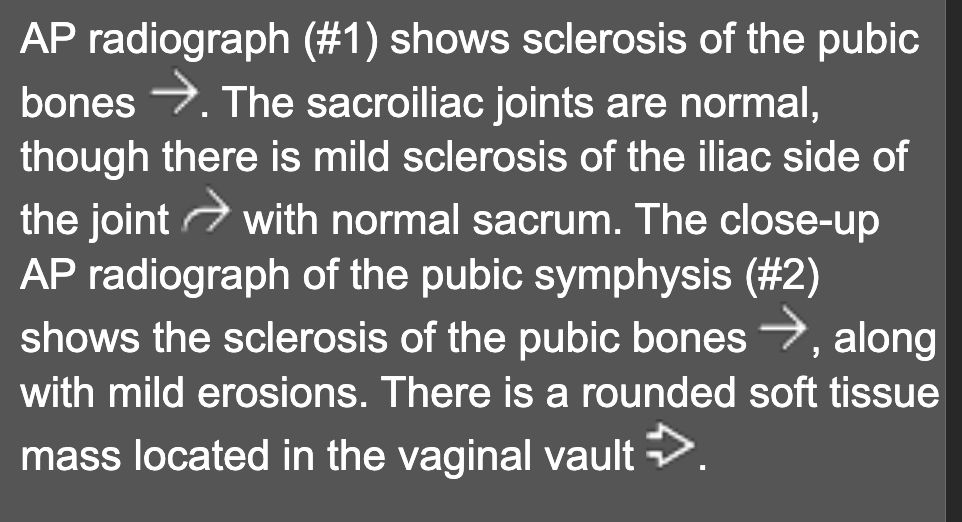 AP radiograph (#1) shows sclerosis of the pubic
bones →. The sacroiliac joints are normal,
though there is mild sclerosis of the iliac side of
the joint ↷ with normal sacrum. The close-up
AP radiograph of the pubic symphysis (#2)
shows the sclerosis of the pubic bones →, along
with mild erosions. There is a rounded soft tissue
mass located in the vaginal vault ➩.